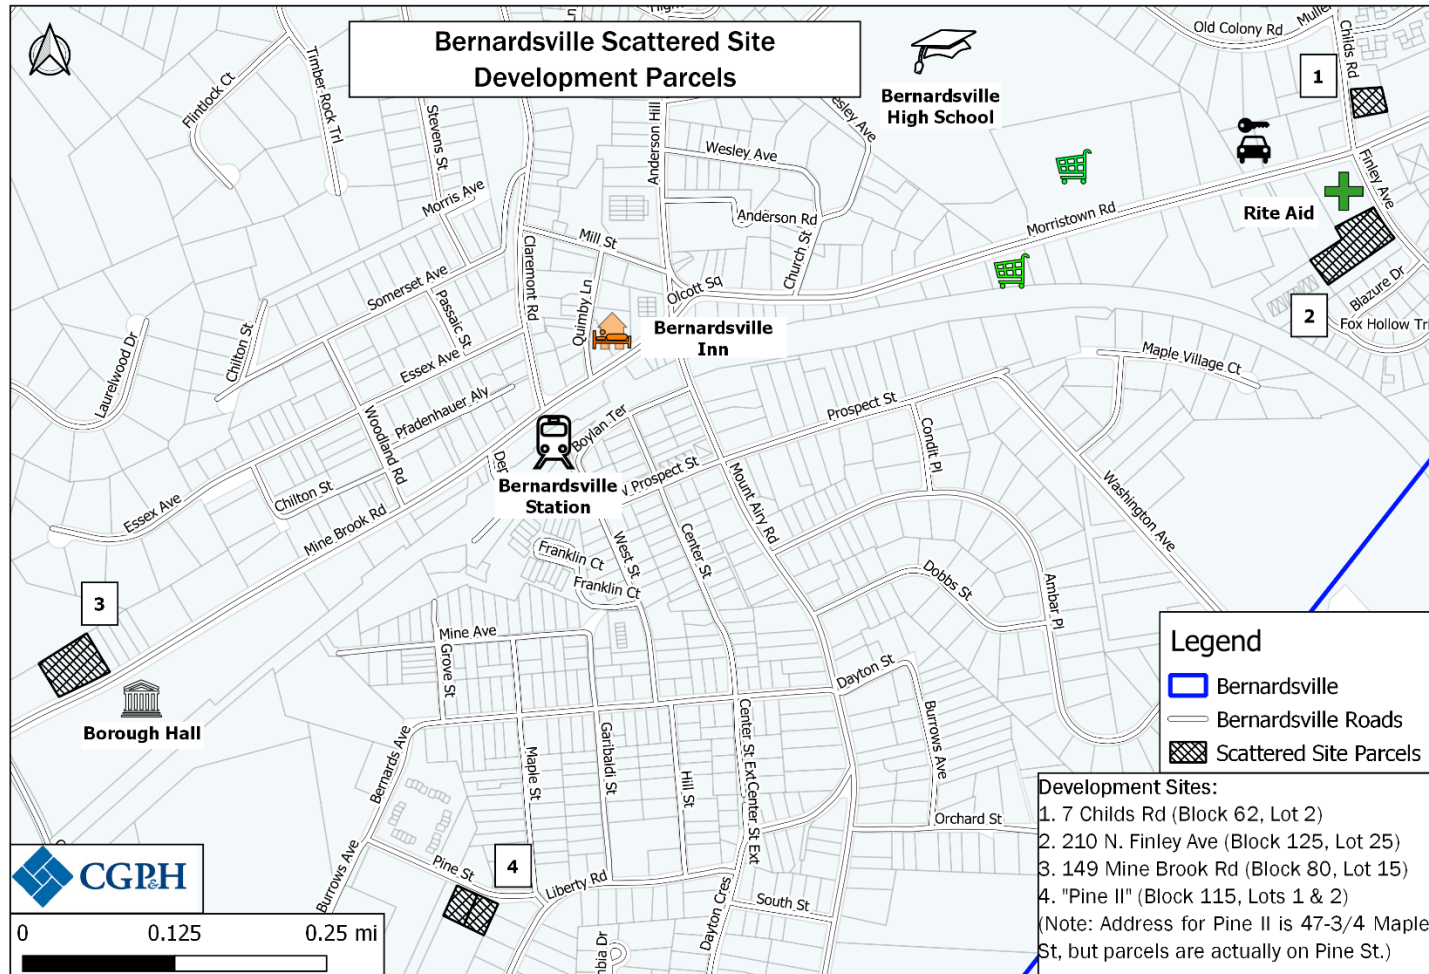 Bernardsville Scattered Site
Development Parcels
Bernardsville
High School
Old Colony Rd
Childs Rd
1
Flintlock Ct
Timber Rock Trl
Stevens St
Anderson Hill
Wesley Ave
Morris Ave
Anderson Rd
Church St
Morristown Rd
Finley Ave
Rite Aid
Mill St
Claremont Rd
Olcott Sq
Somerset Ave
Passaic St
Quimby Ln
Bernardsville
Inn
2
Blazure Dr
Laurelwood Dr
Chilton St
Essex Ave
Pfadenhauer Aly
Woodland Rd
Maple Village Ct
Boylan Ter
Prospect St
Condit Pl
Bernardsville
Station
W Prospect St
Mount Airy Rd
Washington Ave
Essex Ave
Chilton St
Mine Brook Rd
Franklin Ct
Franklin Ct
West St
Center St
Dobbs St
Ambar Pl
3
Mine Ave
Grove St
Borough Hall
Dayton St
Burrows Ave
Bernards Ave
Maple St
Garibaldi St
Hill St
Center St Ext
Center St Ext
Orchard St
Pine St
4
Liberty Rd
Burrows Ave
South St
Dayton Cres
Legend
Bernardsville
Bernardsville Roads
Scattered Site Parcels
Development Sites:
1. 7 Childs Rd (Block 62, Lot 2)
2. 210 N. Finley Ave (Block 125, Lot 25)
3. 149 Mine Brook Rd (Block 80, Lot 15)
4. "Pine II" (Block 115, Lots 1 & 2)
(Note: Address for Pine II is 47-3/4 Maple
St, but parcels are actually on Pine St.)
CGP&H
0 0.125 0.25 mi